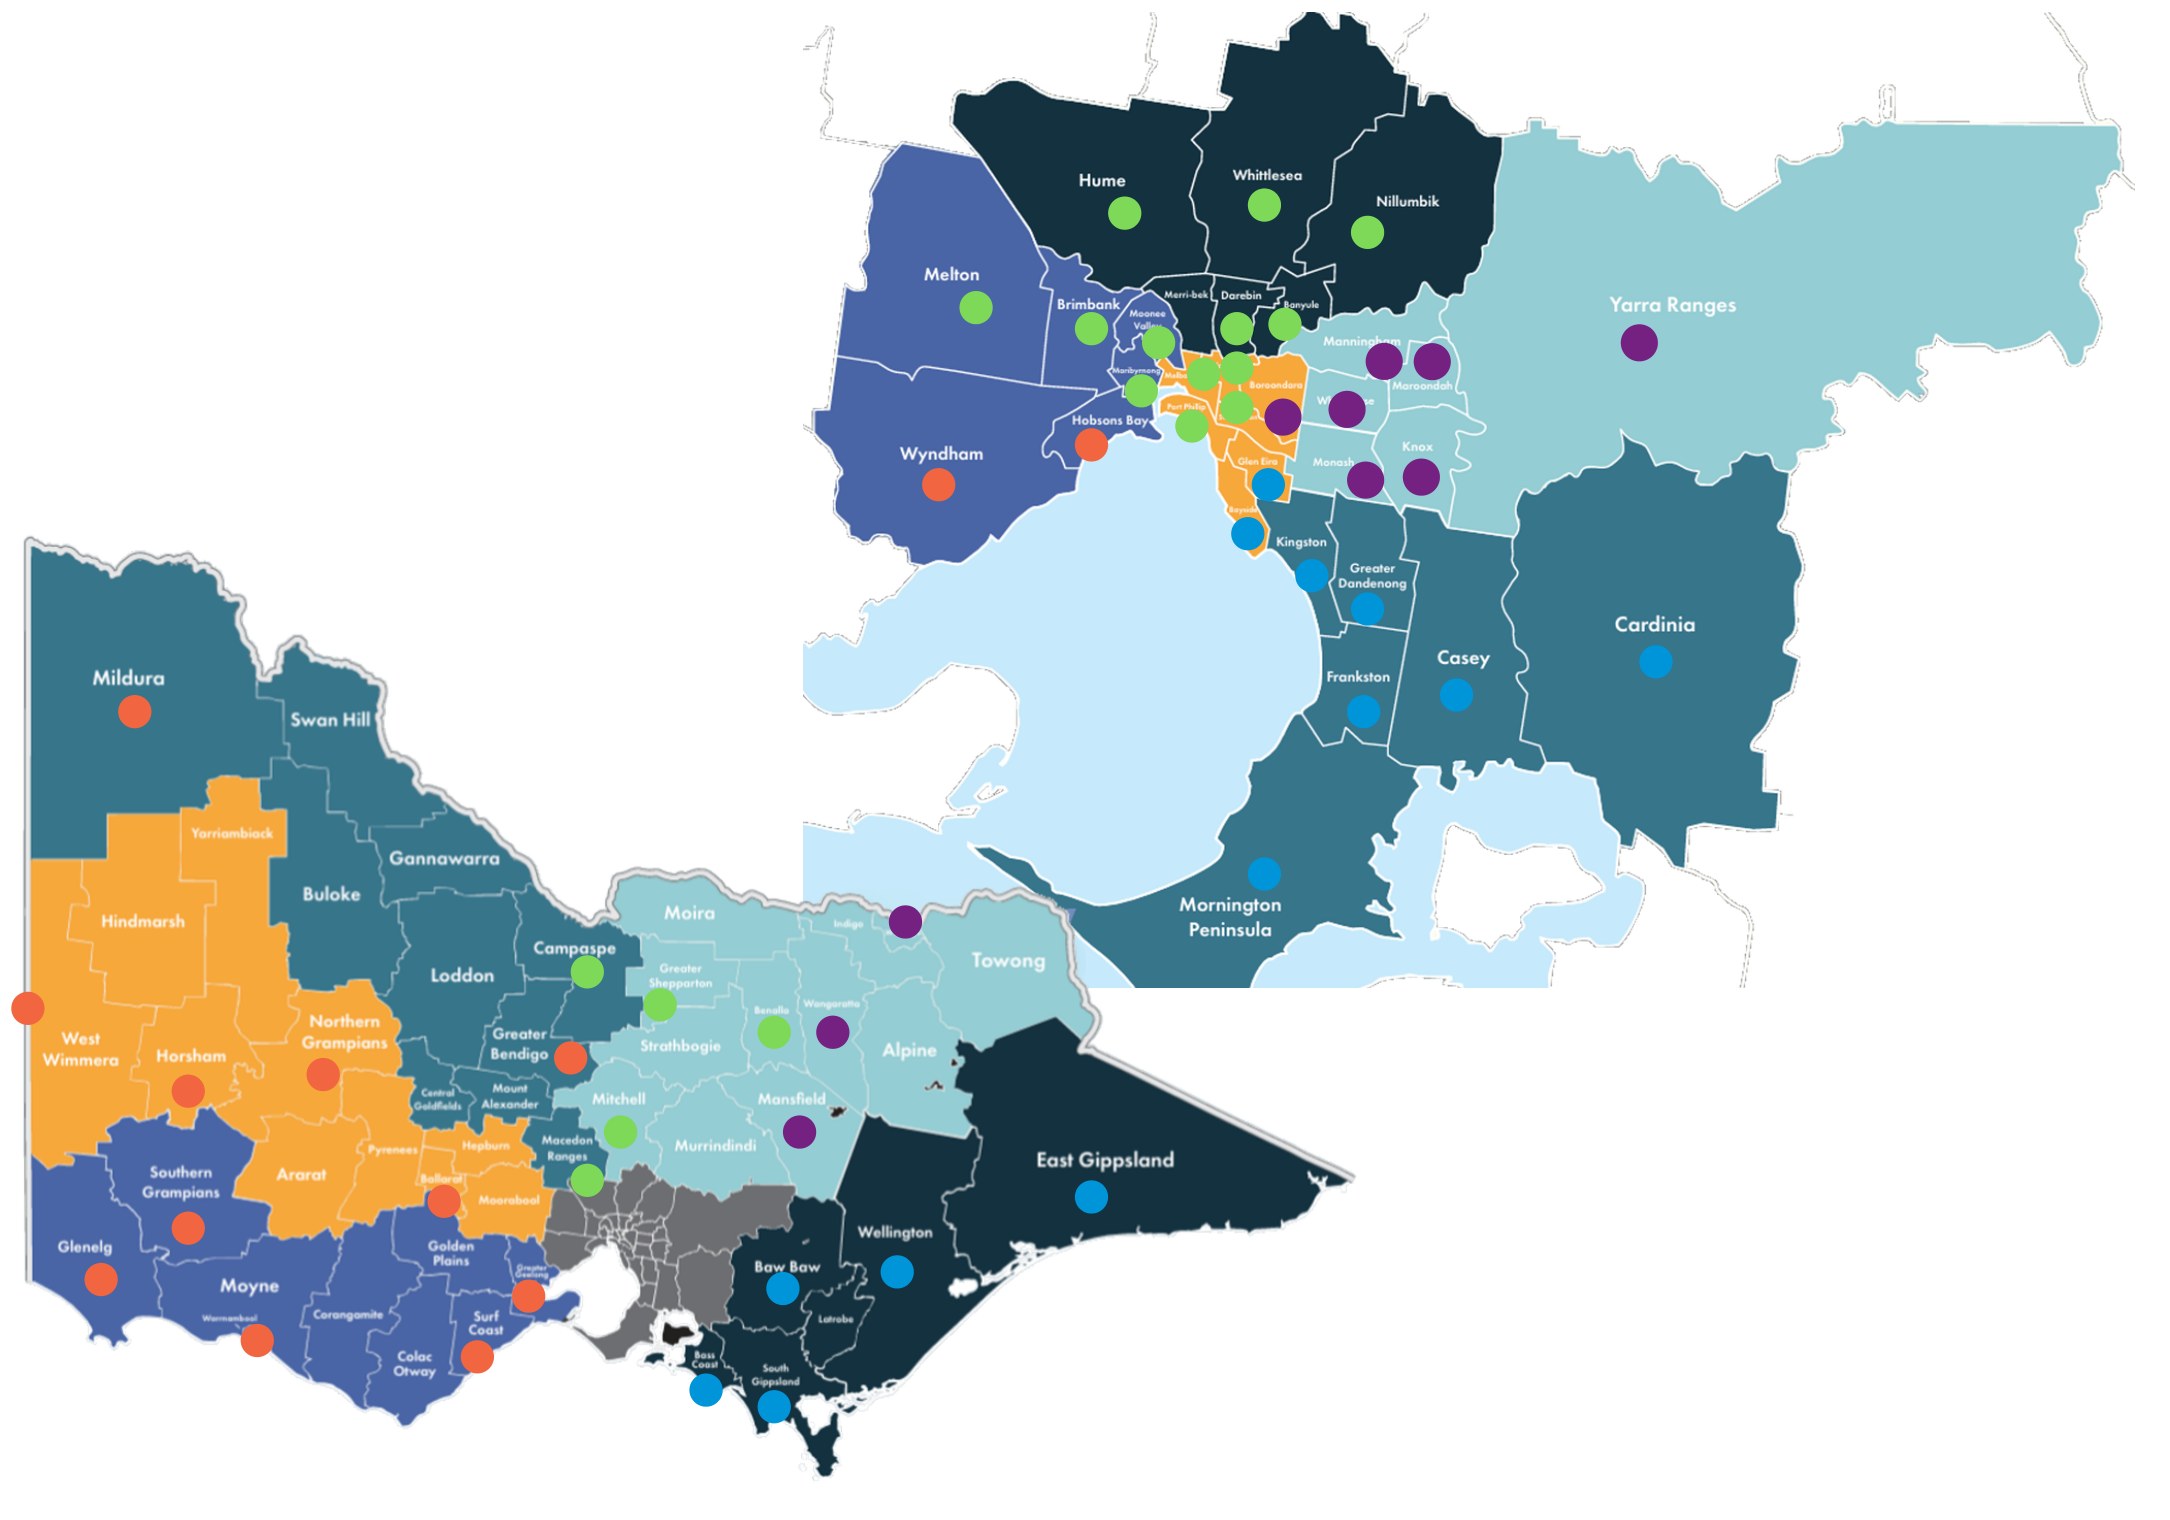 Hume
Whittlesea
Nillumbik
Melton
Brimbank
Merri-bek
Darebin
Banyule
Moonee
Valley
Yarra Ranges
Manningham
Maribyrnong
Maroondah
Boroondara
Port Phillip
Hobsons Bay
Wyndham
Glen Eira
Monash
Knox
Bayside
Kingston
Greater
Dandenong
Cardinia
Casey
Frankston
Mornington
Peninsula
Mildura
Swan Hill
Yarriambiack
Gannawarra
Buloke
Hindmarsh
Moira
Indigo
Campaspe
Towong
Loddon
Greater
Shepparton
Wangaratta
Benalla
Northern
Grampians
West
Wimmera
Horsham
Greater
Bendigo
Strathbogie
Alpine
Central
Goldfields
Mount
Alexander
Mitchell
Mansfield
Macedon
Ranges
Hepburn
Pyrenees
Murrindindi
Southern
Grampians
Ararat
Ballarat
Moorabool
East Gippsland
Glenelg
Golden
Plains
Wellington
Greater
Geelong
Baw Baw
Moyne
Warrnambool
Corangamite
Surf
Coast
Latrobe
Colac
Otway
Bass
Coast
South
Gippsland